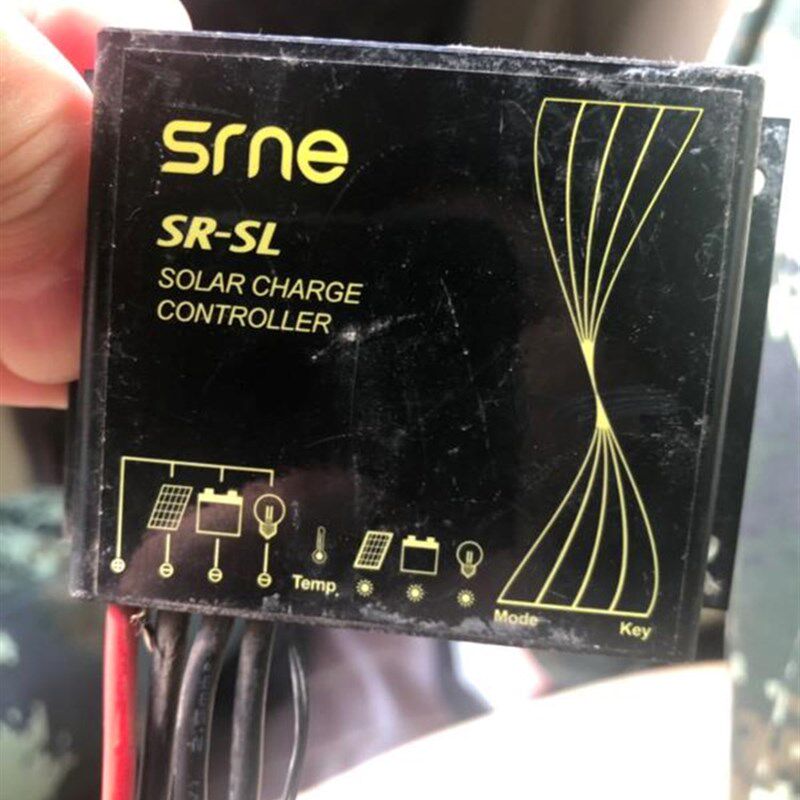 srne
SR-SL
SOLAR CHARGE
CONTROLLER
Temp.
Mode
Key